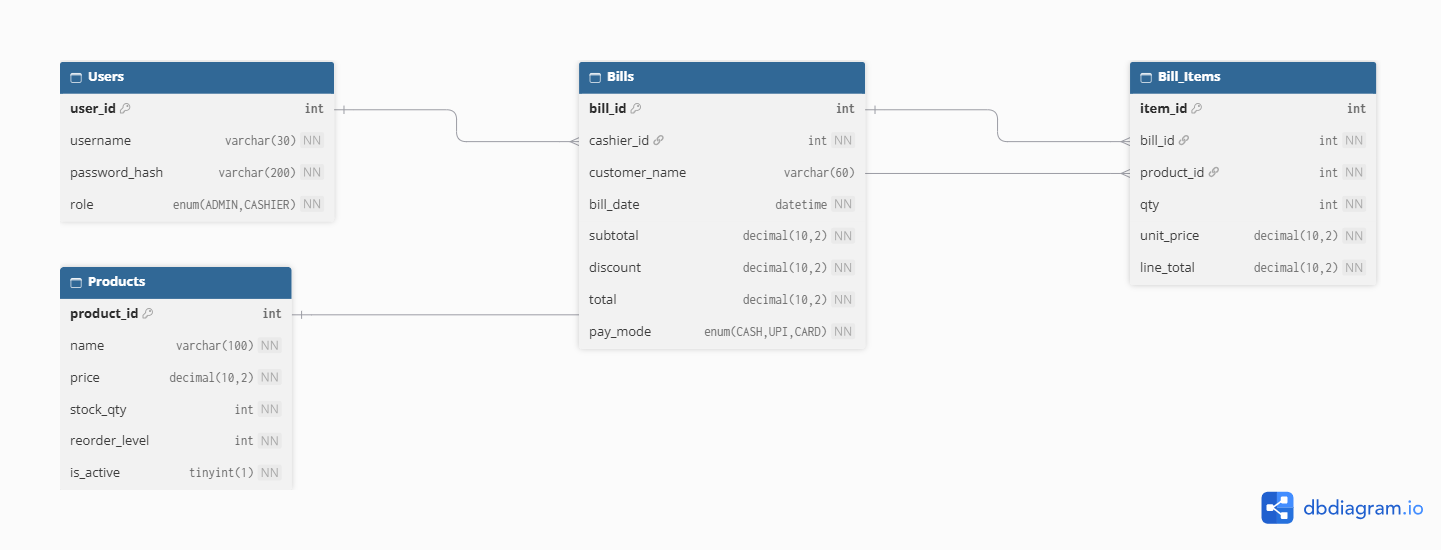 Users
user_id int
username varchar(30) NN
password_hash varchar(200) NN
role enum(ADMIN,CASHIER) NN
Products
product_id int
name varchar(100) NN
price decimal(10,2) NN
stock_qty int NN
reorder_level int NN
is_active tinyint(1) NN
Bills
bill_id int
cashier_id int NN
customer_name varchar(60)
bill_date datetime NN
subtotal decimal(10,2) NN
discount decimal(10,2) NN
total decimal(10,2) NN
pay_mode enum(CASH,UPI,CARD) NN
Bill_Items
item_id int
bill_id int NN
product_id int NN
qty int NN
unit_price decimal(10,2) NN
line_total decimal(10,2) NN
dbdiagram.io